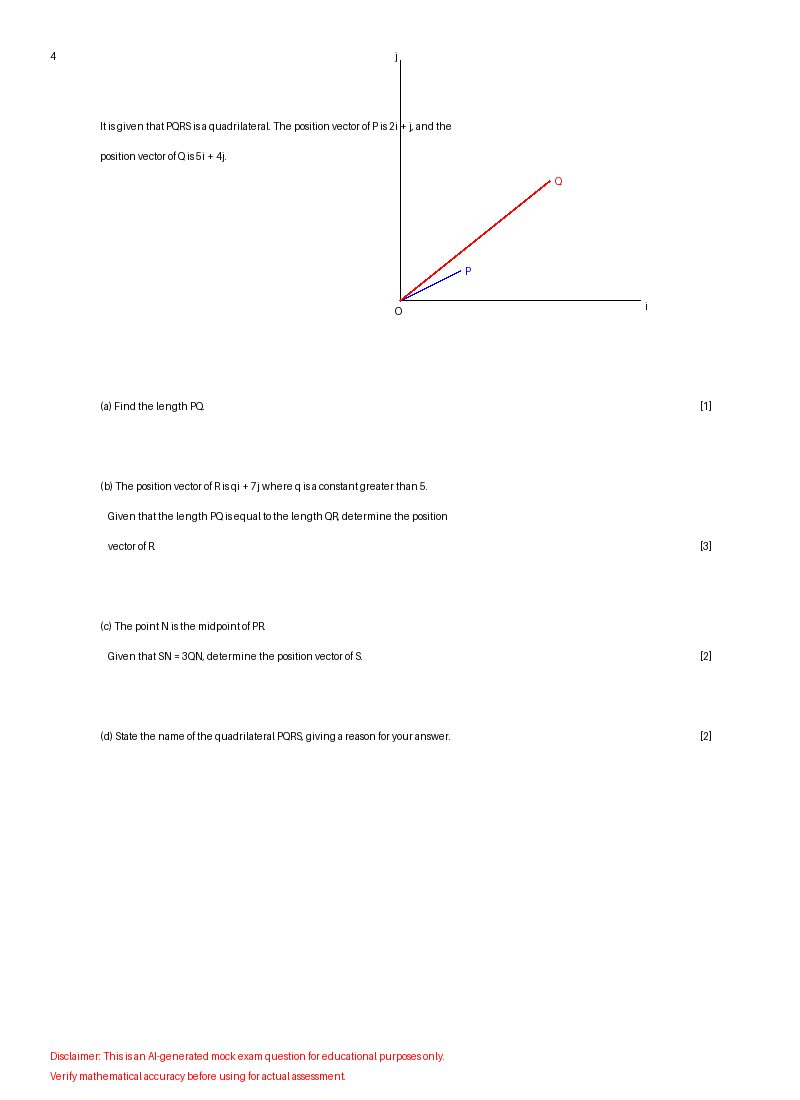 4
j
It is given that PQRS is a quadrilateral. The position vector of P is 2i + j, and the
position vector of Q is 5i + 4j.
Q
P
i
O
(a) Find the length PQ. [1]
(b) The position vector of R is qi + 7j where q is a constant greater than 5.
Given that the length PQ is equal to the length QR, determine the position
vector of R. [3]
(c) The point N is the midpoint of PR.
Given that SN = 3QN, determine the position vector of S. [2]
(d) State the name of the quadrilateral PQRS, giving a reason for your answer. [2]
Disclaimer: This is an AI-generated mock exam question for educational purposes only.
Verify mathematical accuracy before using for actual assessment.